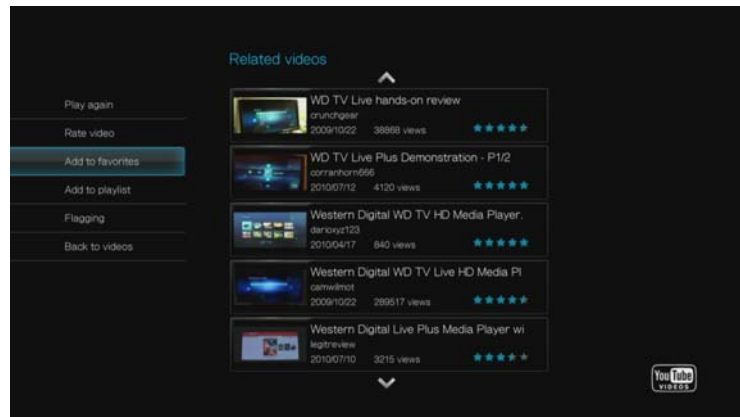 Related videos
Play again
Rate video
Add to favorites
Add to playlist
Flagging
Back to videos
WD TV Live hands-on review
crunchgear
2009/10/22 38868 views
WD TV Live Plus Demonstration - P1/2
corranhorn666
2010/07/12 4120 views
Western Digital WD TV HD Media Player.
darioxyz123
2010/04/17 840 views
Western Digital WD TV Live HD Media Pl
camwilmot
2009/10/22 289517 views
Western Digital Live Plus Media Player wi
legitreview
2010/07/10 3215 views
You Tube
VIDEOS